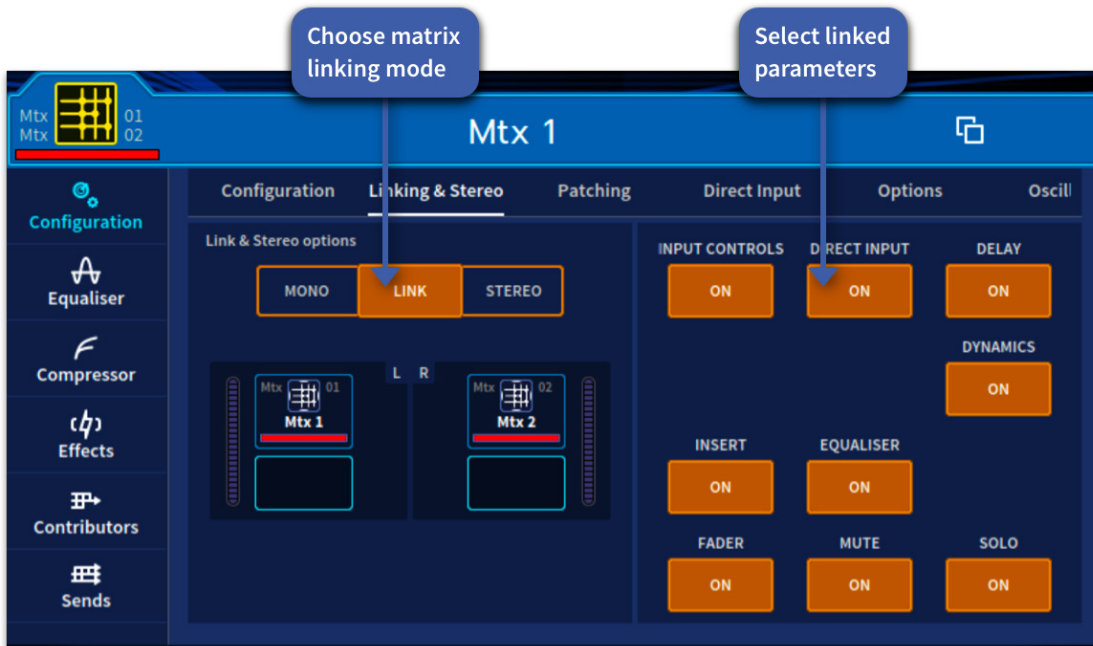 Choose matrix
linking mode
Select linked
parameters
Mtx 01
Mtx 02
Mtx 1
Configuration
Equaliser
Compressor
Effects
Contributors
Sends
Configuration Linking & Stereo Patching Direct Input Options Oscill
Link & Stereo options
MONO LINK STEREO
L R
Mtx 01
Mtx 1
Mtx 02
Mtx 2
INPUT CONTROLS DIRECT INPUT DELAY
ON ON ON
DYNAMICS
ON
INSERT EQUALISER
ON ON
FADER MUTE SOLO
ON ON ON